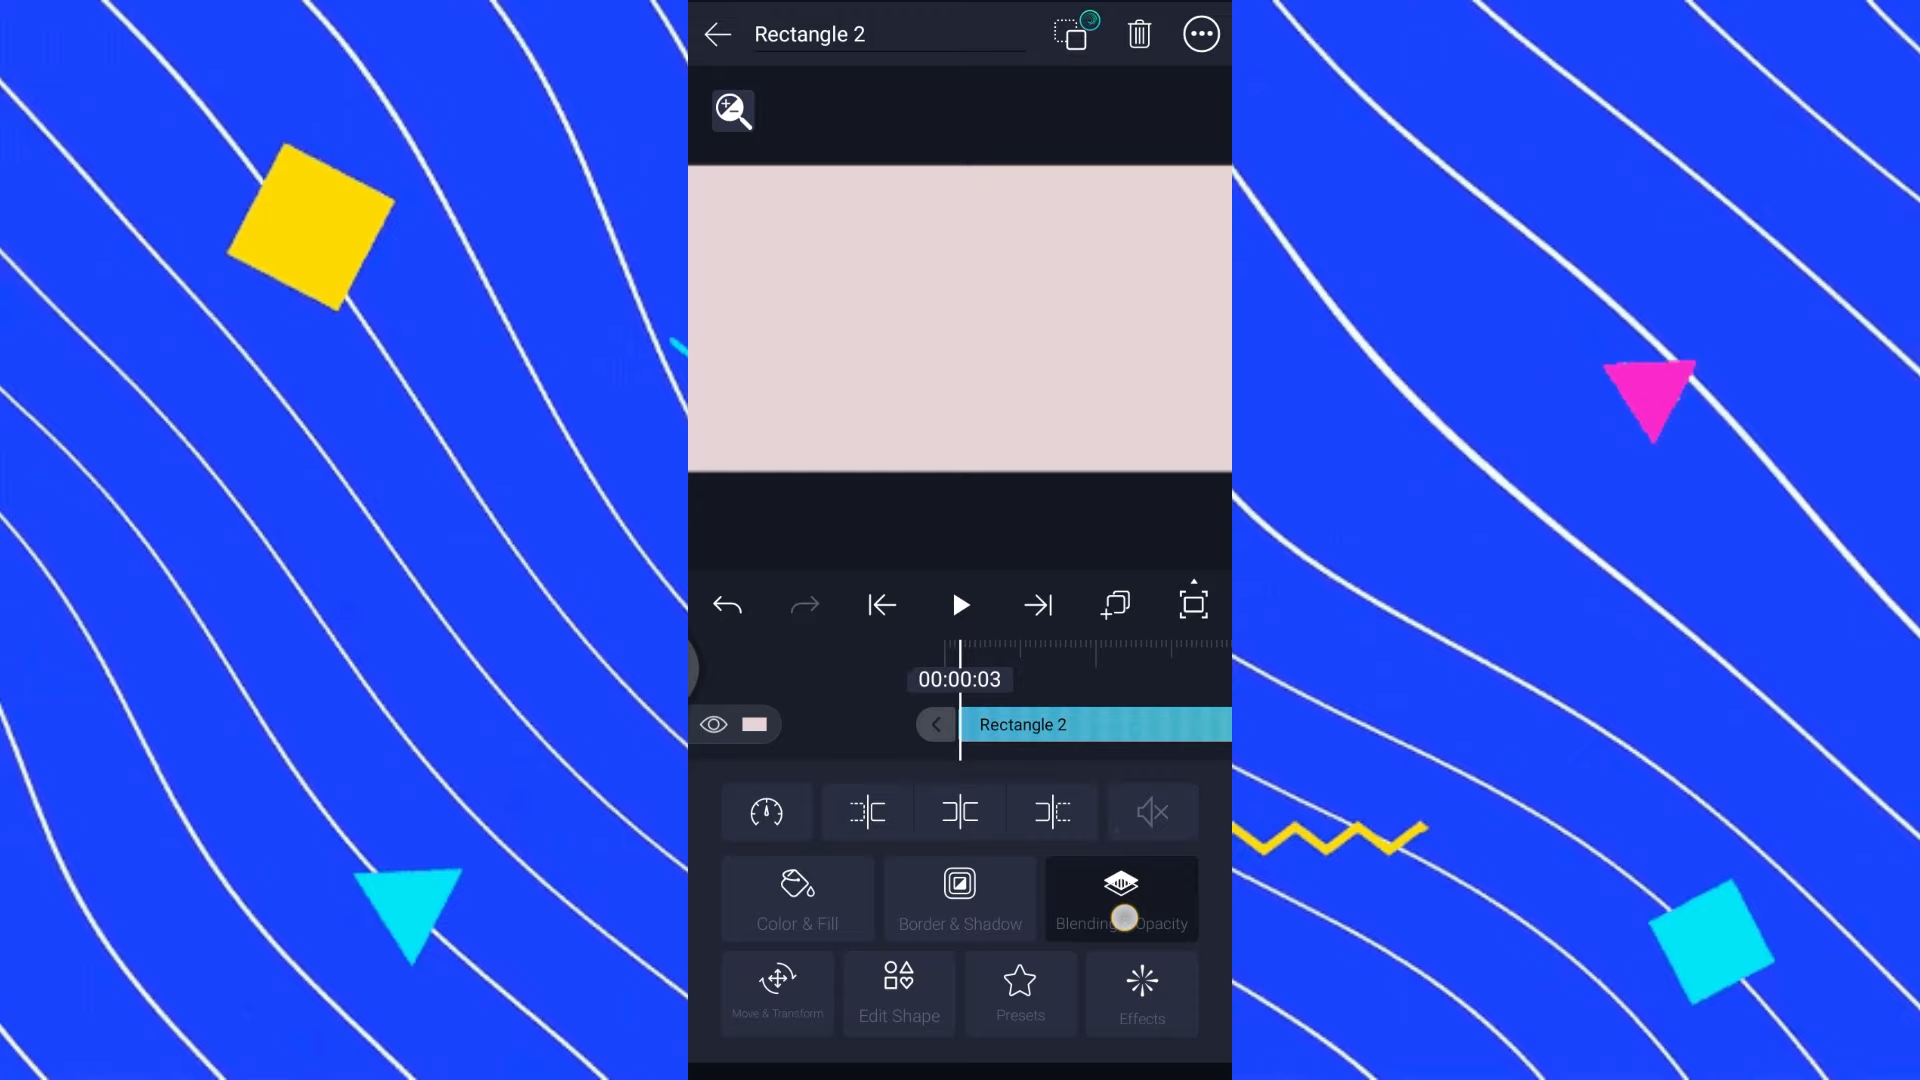 Rectangle 2
00:00:03
Rectangle 2
Color & Fill
Border & Shadow
Blending & Opacity
Move & Transform
Edit Shape
Presets
Effects